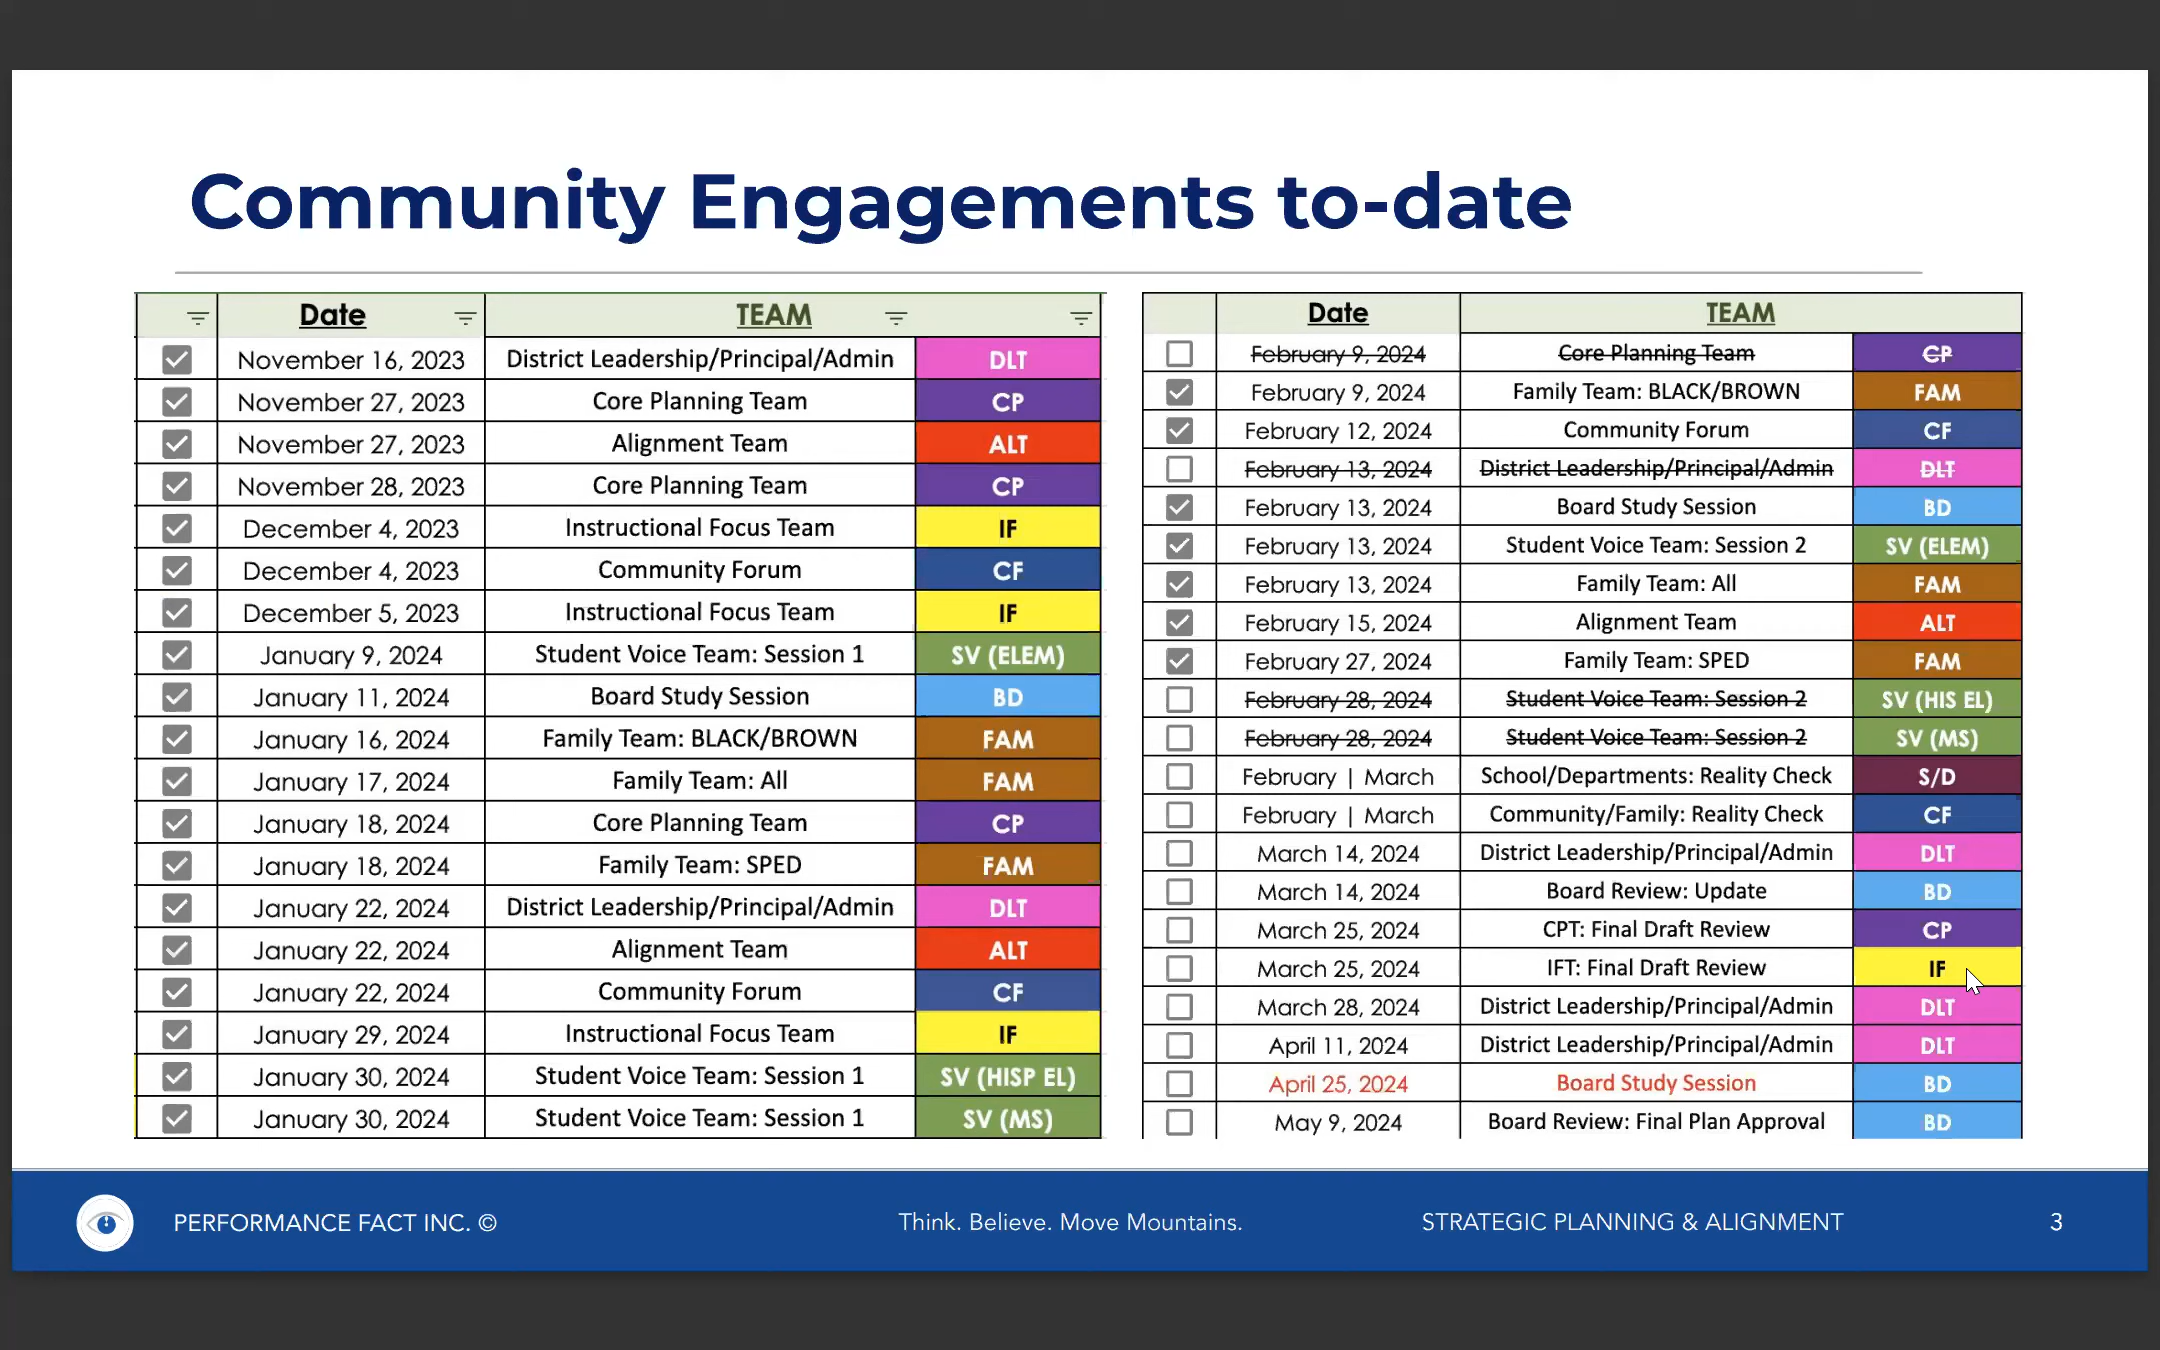 Community Engagements to-date
Date TEAM
November 16, 2023 District Leadership/Principal/Admin DLT
November 27, 2023 Core Planning Team CP
November 27, 2023 Alignment Team ALT
November 28, 2023 Core Planning Team CP
December 4, 2023 Instructional Focus Team IF
December 4, 2023 Community Forum CF
December 5, 2023 Instructional Focus Team IF
January 9, 2024 Student Voice Team: Session 1 SV (ELEM)
January 11, 2024 Board Study Session BD
January 16, 2024 Family Team: BLACK/BROWN FAM
January 17, 2024 Family Team: All FAM
January 18, 2024 Core Planning Team CP
January 18, 2024 Family Team: SPED FAM
January 22, 2024 District Leadership/Principal/Admin DLT
January 22, 2024 Alignment Team ALT
January 22, 2024 Community Forum CF
January 29, 2024 Instructional Focus Team IF
January 30, 2024 Student Voice Team: Session 1 SV (HISP EL)
January 30, 2024 Student Voice Team: Session 1 SV (MS)
Date TEAM
February 9, 2024 Core Planning Team CP
February 9, 2024 Family Team: BLACK/BROWN FAM
February 12, 2024 Community Forum CF
February 13, 2024 District Leadership/Principal/Admin DLT
February 13, 2024 Board Study Session BD
February 13, 2024 Student Voice Team: Session 2 SV (ELEM)
February 13, 2024 Family Team: All FAM
February 15, 2024 Alignment Team ALT
February 27, 2024 Family Team: SPED FAM
February 28, 2024 Student Voice Team: Session 2 SV (HIS EL)
February 28, 2024 Student Voice Team: Session 2 SV (MS)
February | March School/Departments: Reality Check S/D
February | March Community/Family: Reality Check CF
March 14, 2024 District Leadership/Principal/Admin DLT
March 14, 2024 Board Review: Update BD
March 25, 2024 CPT: Final Draft Review CP
March 25, 2024 IFT: Final Draft Review IF
March 28, 2024 District Leadership/Principal/Admin DLT
April 11, 2024 District Leadership/Principal/Admin DLT
April 25, 2024 Board Study Session BD
May 9, 2024 Board Review: Final Plan Approval BD
PERFORMANCE FACT INC. © Think. Believe. Move Mountains. STRATEGIC PLANNING & ALIGNMENT 3